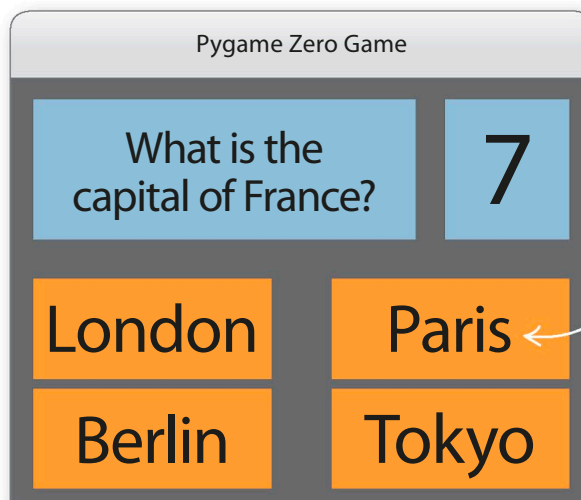 Pygame Zero Game
What is the
capital of France?
7
London
Paris
Berlin
Tokyo